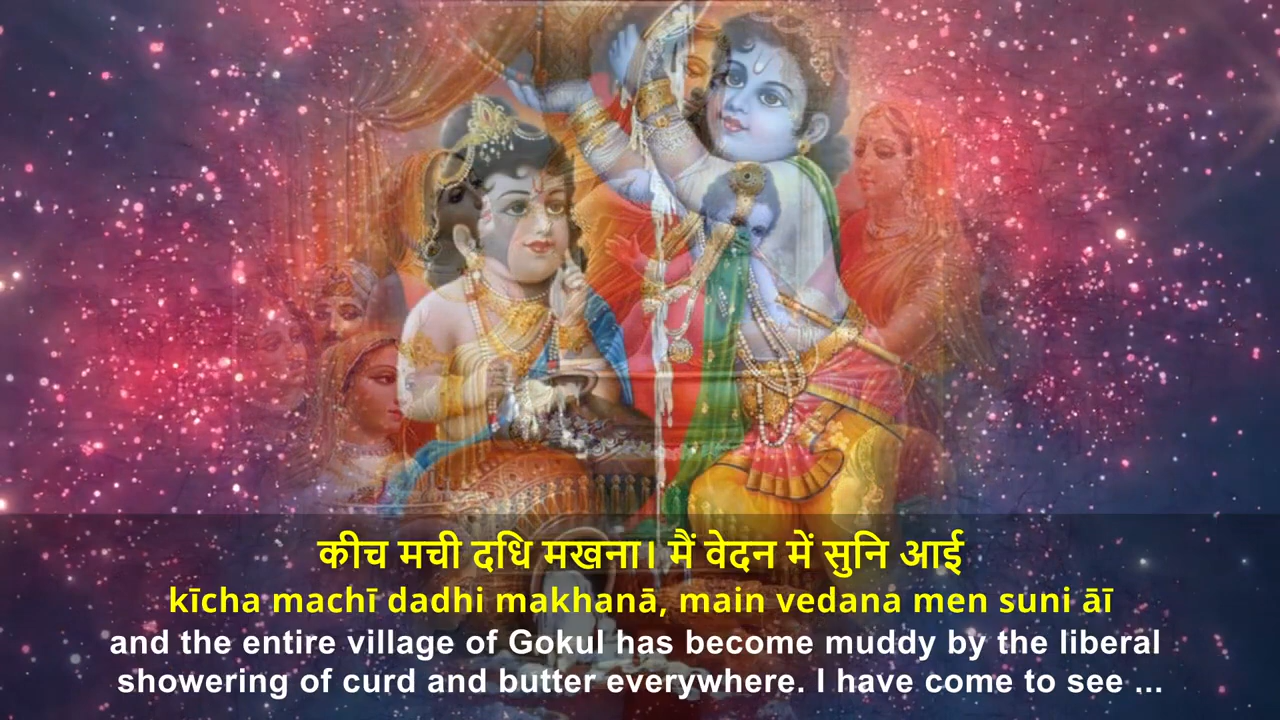 कीच मची दधि मखना। मैं वेदन में सुनि आई
kīcha machī dadhi makhanā, main vedana men suni āī
and the entire village of Gokul has become muddy by the liberal
showering of curd and butter everywhere. I have come to see ...